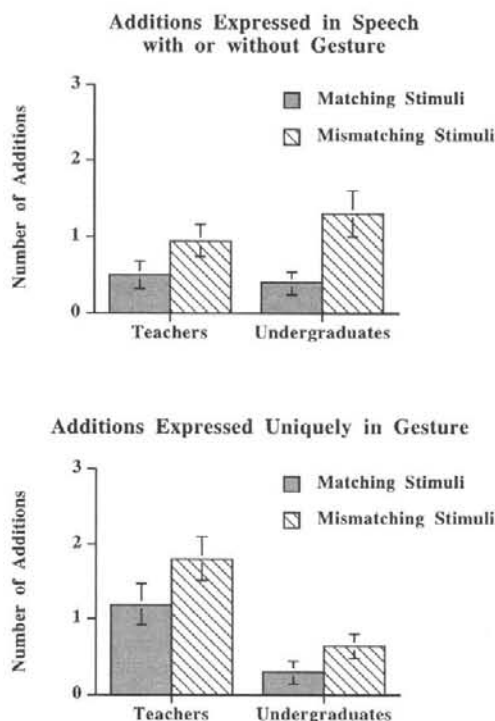 Additions Expressed in Speech
with or without Gesture
Number of Additions
3
2
1
0
Matching Stimuli
Mismatching Stimuli
Teachers
Undergraduates
Additions Expressed Uniquely in Gesture
Number of Additions
3
2
1
0
Matching Stimuli
Mismatching Stimuli
Teachers
Undergraduates